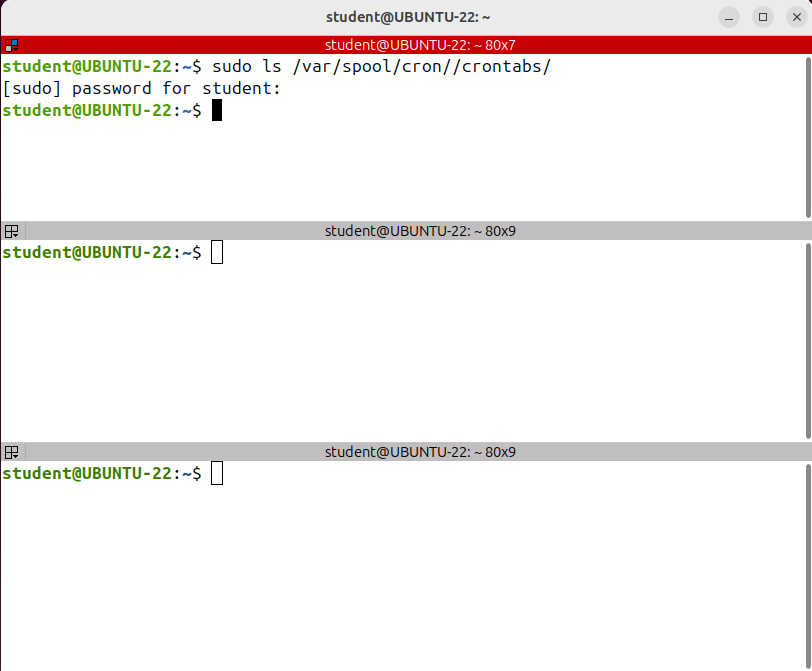 student@UBUNTU-22: ~
student@UBUNTU-22: ~ 80x7
student@UBUNTU-22:~$ sudo ls /var/spool/cron//crontabs/
[sudo] password for student:
student@UBUNTU-22:~$
student@UBUNTU-22: ~ 80x9
student@UBUNTU-22:~$
student@UBUNTU-22: ~ 80x9
student@UBUNTU-22:~$